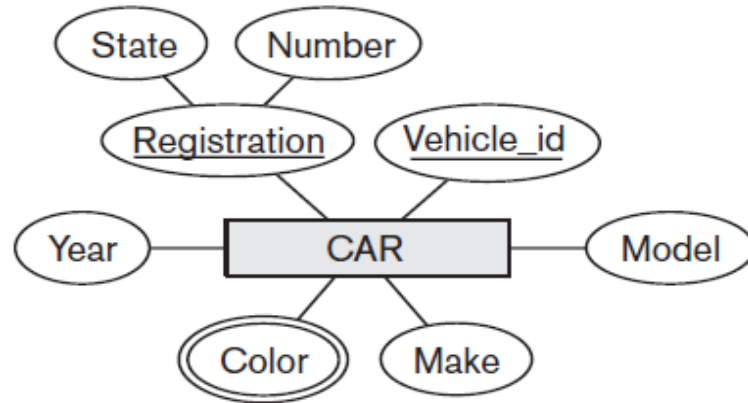 State
Number
Registration
Vehicle_id
Year
CAR
Model
Color
Make